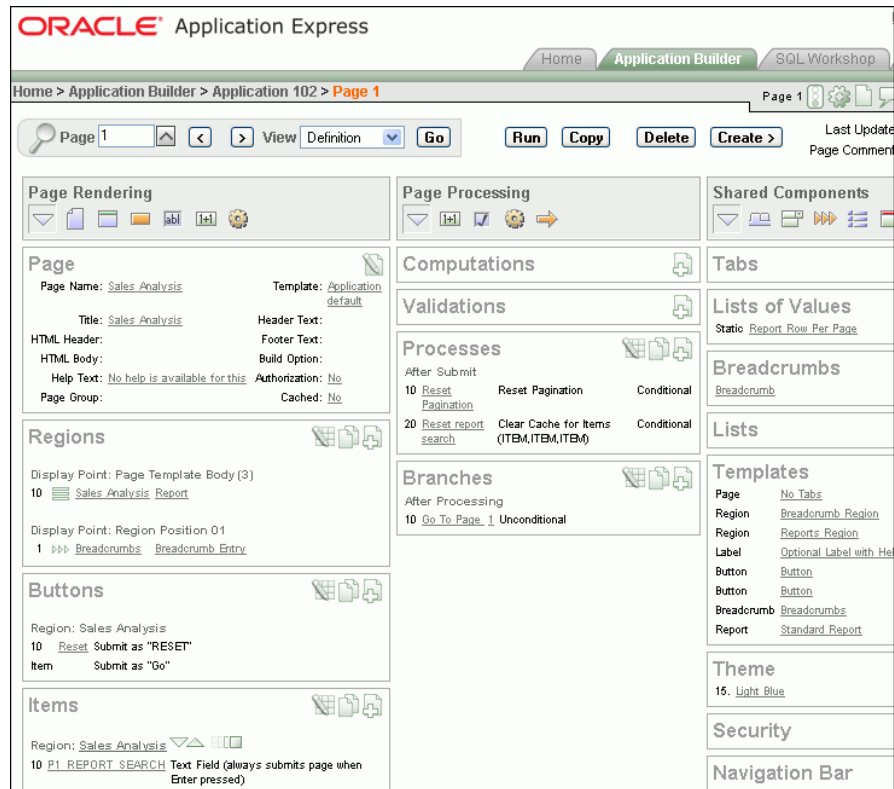 ORACLE Application Express
Home Application Builder SQL Workshop
Home > Application Builder > Application 102 > Page 1
Page 1
Page 1 View Definition Go Run Copy Delete Create >
Last Update
Page Comment
Page Rendering
abl 1+1
Page
Page Name: Sales Analysis
Template: Application default
Title: Sales Analysis
Header Text:
HTML Header:
Footer Text:
HTML Body:
Build Option:
Help Text: No help is available for this
Authorization: No
Page Group:
Cached: No
Regions
Display Point: Page Template Body (3)
10 Sales Analysis Report
Display Point: Region Position 01
1 Breadcrumbs Breadcrumb Entry
Buttons
Region: Sales Analysis
10 Reset Submit as "RESET"
Item Submit as "Go"
Items
Region: Sales Analysis
10 P1_REPORT_SEARCH Text Field (always submits page when
Enter pressed)
Page Processing
1+1
Computations
Validations
Processes
After Submit
10 Reset Pagination Reset Pagination Conditional
20 Reset report search Clear Cache for Items (ITEM,ITEM,ITEM) Conditional
Branches
After Processing
10 Go To Page 1 Unconditional
Shared Components
Tabs
Lists of Values
Static Report Row Per Page
Breadcrumbs
Breadcrumb
Lists
Templates
Page No Tabs
Region Breadcrumb Region
Region Reports Region
Label Optional Label with Hel
Button Button
Button Button
Breadcrumb Breadcrumbs
Report Standard Report
Theme
15. Light Blue
Security
Navigation Bar